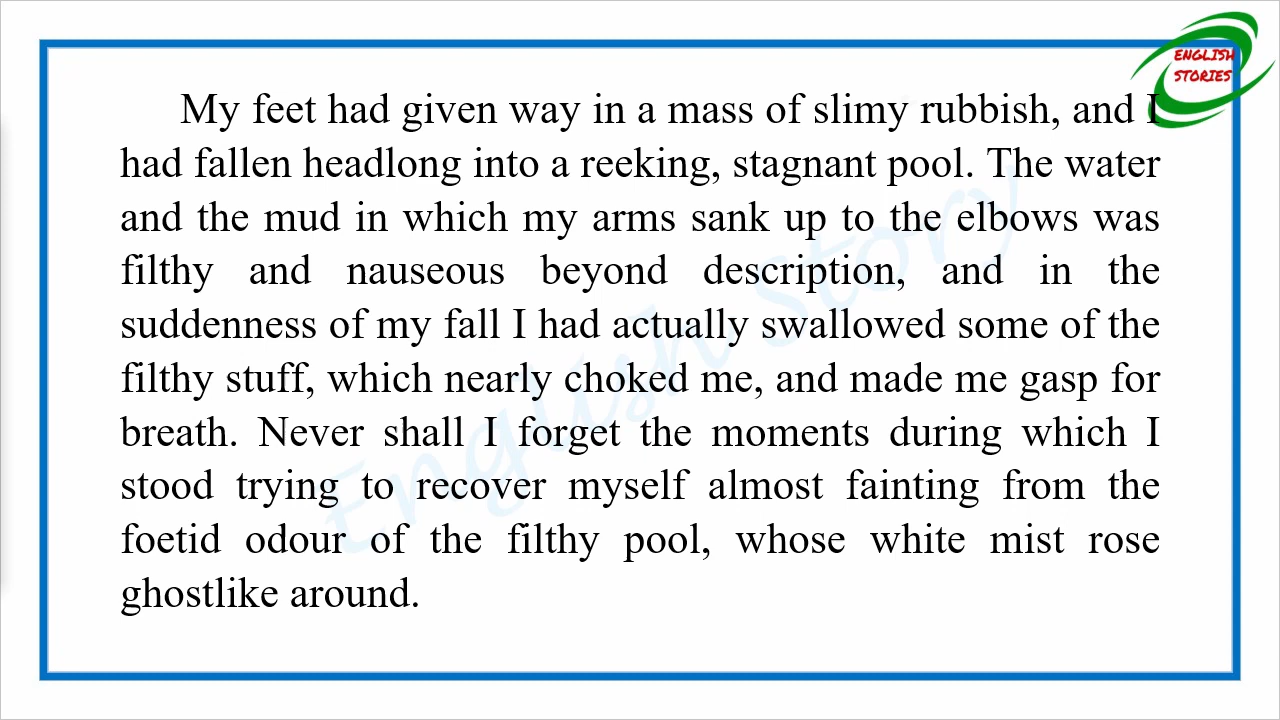 ENGLISH
STORIES
My feet had given way in a mass of slimy rubbish, and I
had fallen headlong into a reeking, stagnant pool. The water
and the mud in which my arms sank up to the elbows was
filthy and nauseous beyond description, and in the
suddenness of my fall I had actually swallowed some of the
filthy stuff, which nearly choked me, and made me gasp for
breath. Never shall I forget the moments during which I
stood trying to recover myself almost fainting from the
foetid odour of the filthy pool, whose white mist rose
ghostlike around.
English Story